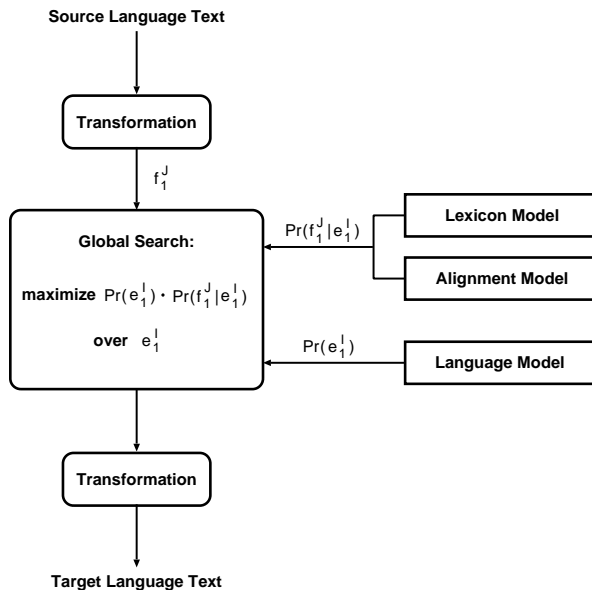 Source Language Text
Transformation
f_1^J
Global Search:
maximize Pr(e_1^I) · Pr(f_1^J|e_1^I)
over e_1^I
Pr(f_1^J|e_1^I)
Lexicon Model
Alignment Model
Pr(e_1^I)
Language Model
Transformation
Target Language Text